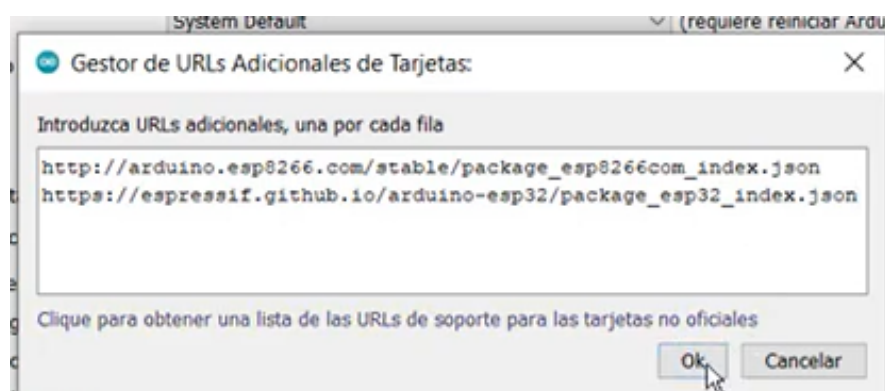 System Default (requiere reiniciar Ardu
Gestor de URLs Adicionales de Tarjetas:
Introduzca URLs adicionales, una por cada fila
http://arduino.esp8266.com/stable/package_esp8266com_index.json
https://espressif.github.io/arduino-esp32/package_esp32_index.json
Clique para obtener una lista de las URLs de soporte para las tarjetas no oficiales
Ok Cancelar